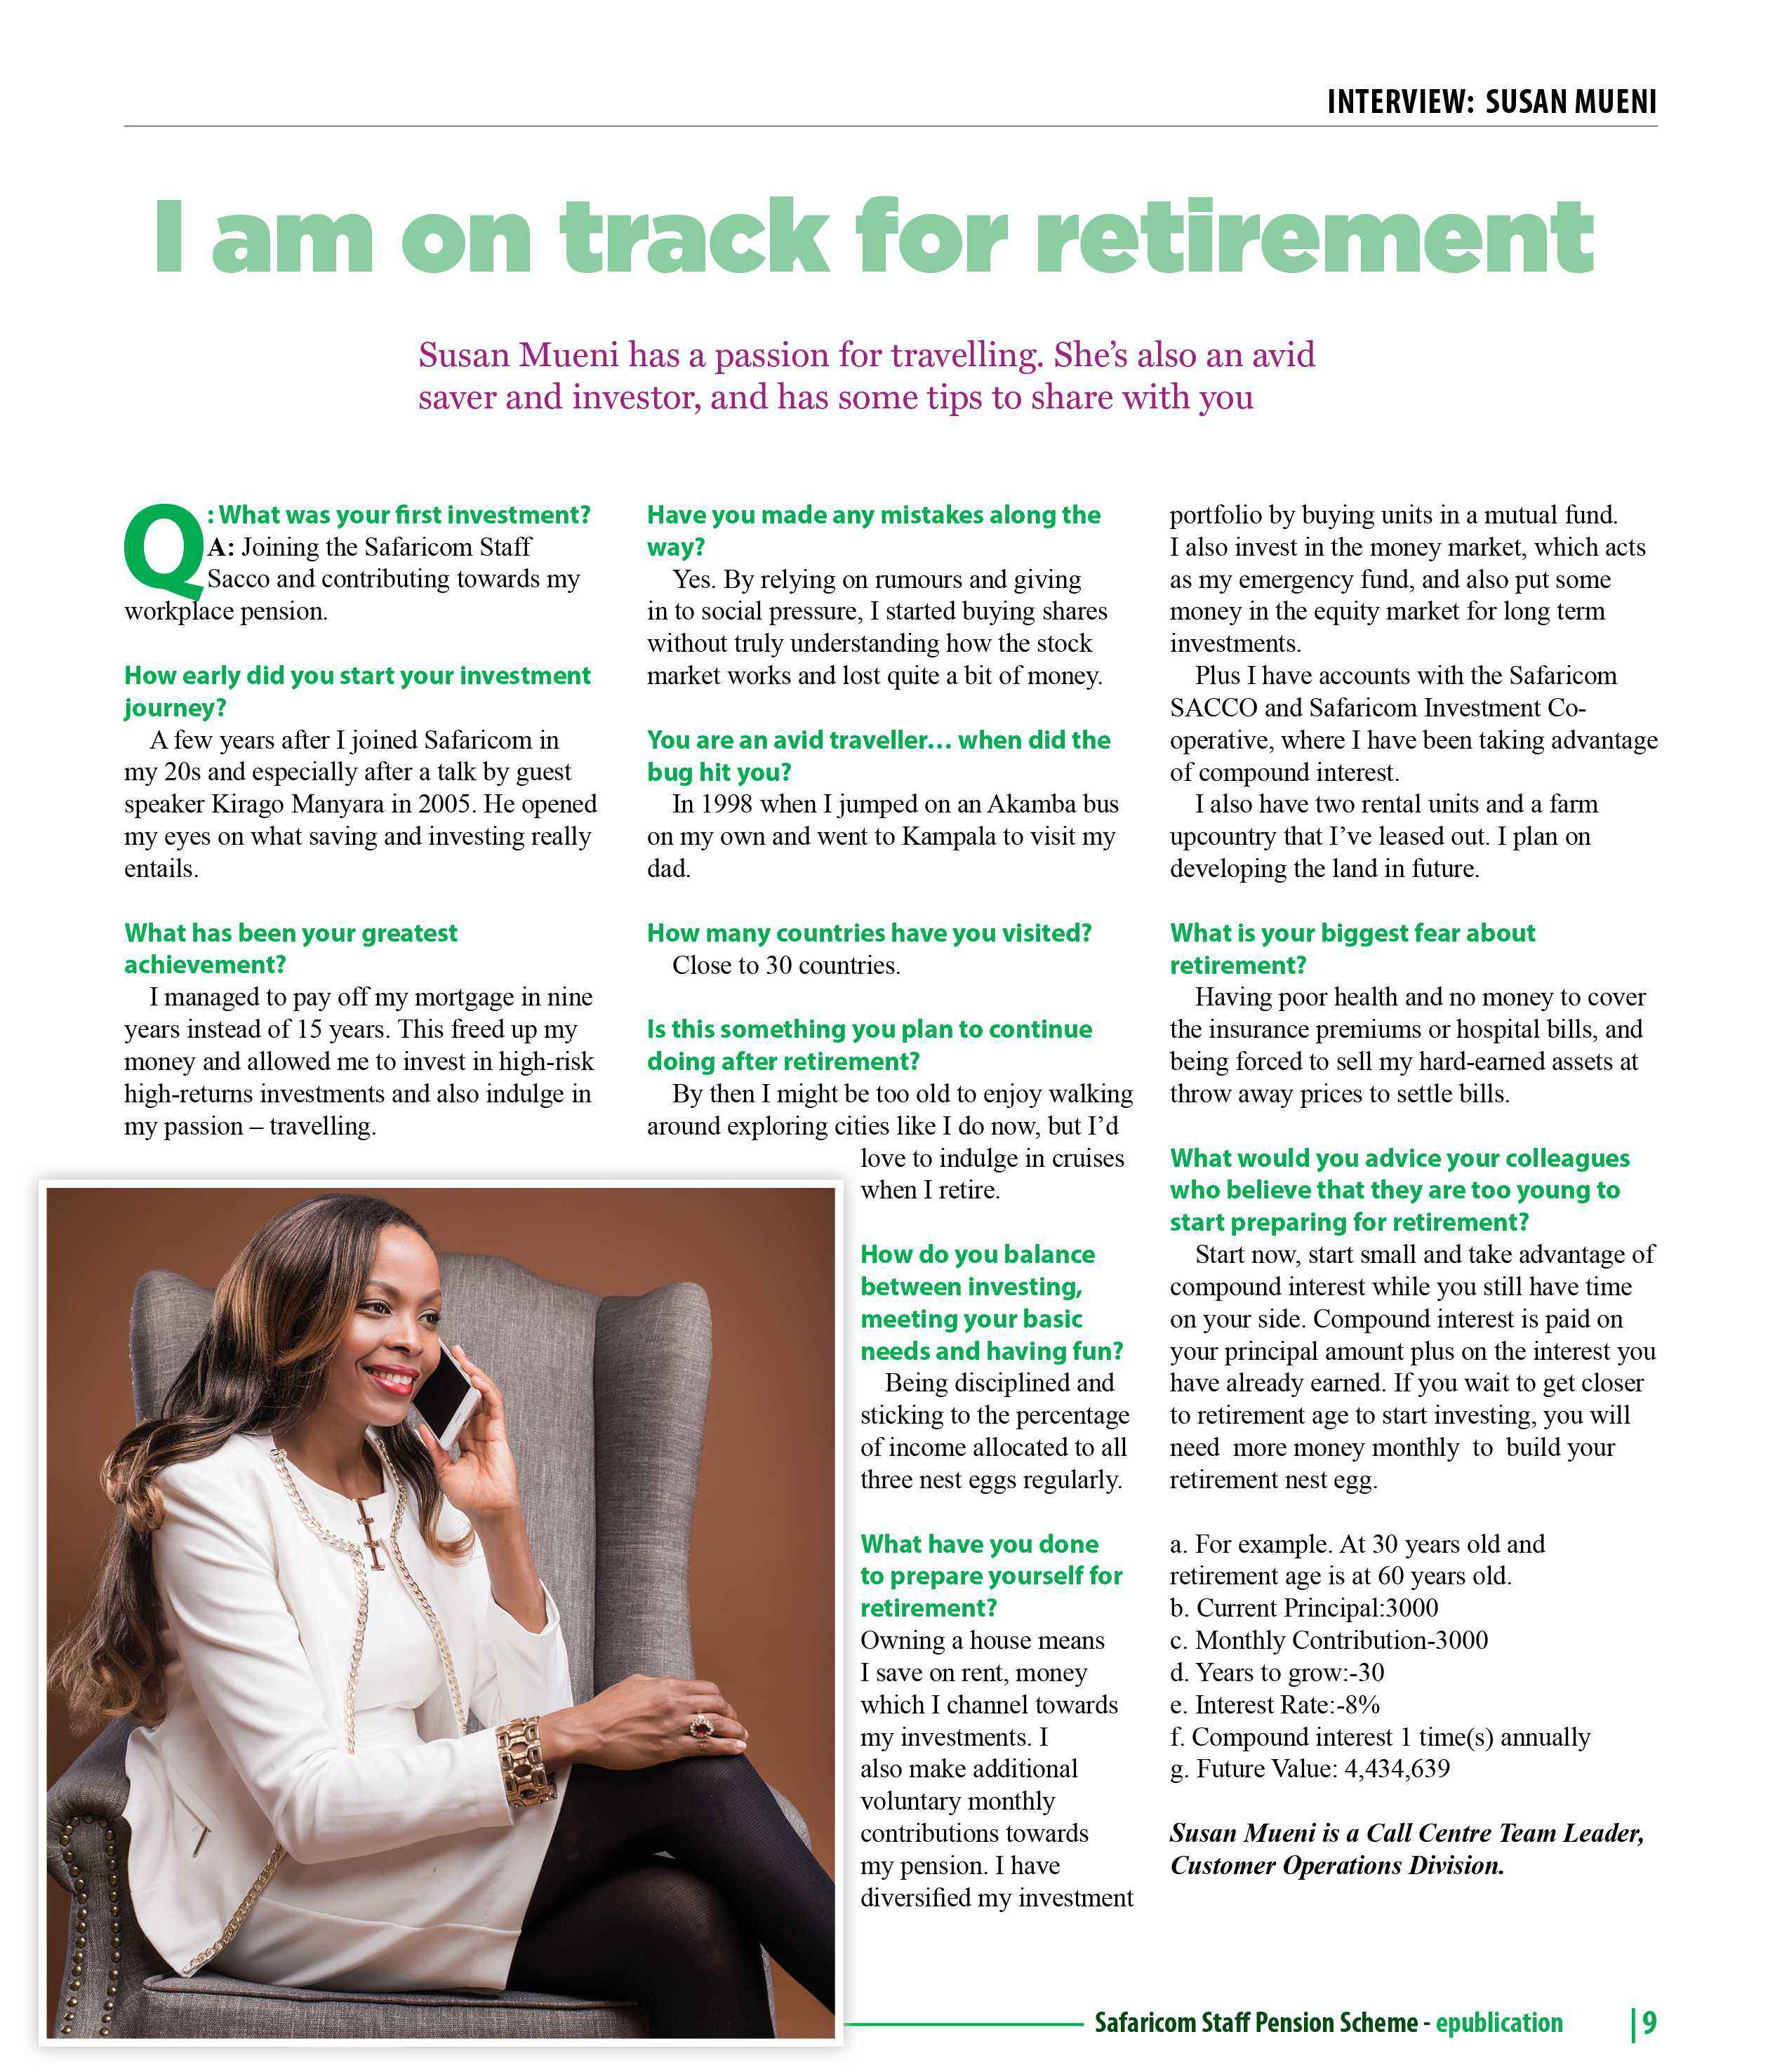 INTERVIEW: SUSAN MUENI
I am on track for retirement
Susan Mueni has a passion for travelling. She’s also an avid
saver and investor, and has some tips to share with you
Q: What was your first investment?
A: Joining the Safaricom Staff
Sacco and contributing towards my
workplace pension.
How early did you start your investment
journey?
A few years after I joined Safaricom in
my 20s and especially after a talk by guest
speaker Kirago Manyara in 2005. He opened
my eyes on what saving and investing really
entails.
What has been your greatest
achievement?
I managed to pay off my mortgage in nine
years instead of 15 years. This freed up my
money and allowed me to invest in high-risk
high-returns investments and also indulge in
my passion – travelling.
Have you made any mistakes along the
way?
Yes. By relying on rumours and giving
in to social pressure, I started buying shares
without truly understanding how the stock
market works and lost quite a bit of money.
You are an avid traveller… when did the
bug hit you?
In 1998 when I jumped on an Akamba bus
on my own and went to Kampala to visit my
dad.
How many countries have you visited?
Close to 30 countries.
Is this something you plan to continue
doing after retirement?
By then I might be too old to enjoy walking
around exploring cities like I do now, but I’d
love to indulge in cruises
when I retire.
How do you balance
between investing,
meeting your basic
needs and having fun?
Being disciplined and
sticking to the percentage
of income allocated to all
three nest eggs regularly.
What have you done
to prepare yourself for
retirement?
Owning a house means
I save on rent, money
which I channel towards
my investments. I
also make additional
voluntary monthly
contributions towards
my pension. I have
diversified my investment
portfolio by buying units in a mutual fund.
I also invest in the money market, which acts
as my emergency fund, and also put some
money in the equity market for long term
investments.
Plus I have accounts with the Safaricom
SACCO and Safaricom Investment Co-
operative, where I have been taking advantage
of compound interest.
I also have two rental units and a farm
upcountry that I’ve leased out. I plan on
developing the land in future.
What is your biggest fear about
retirement?
Having poor health and no money to cover
the insurance premiums or hospital bills, and
being forced to sell my hard-earned assets at
throw away prices to settle bills.
What would you advice your colleagues
who believe that they are too young to
start preparing for retirement?
Start now, start small and take advantage of
compound interest while you still have time
on your side. Compound interest is paid on
your principal amount plus on the interest you
have already earned. If you wait to get closer
to retirement age to start investing, you will
need more money monthly to build your
retirement nest egg.
a. For example. At 30 years old and
retirement age is at 60 years old.
b. Current Principal:3000
c. Monthly Contribution-3000
d. Years to grow:-30
e. Interest Rate:-8%
f. Compound interest 1 time(s) annually
g. Future Value: 4,434,639
Susan Mueni is a Call Centre Team Leader,
Customer Operations Division.
Safaricom Staff Pension Scheme - epublication |9